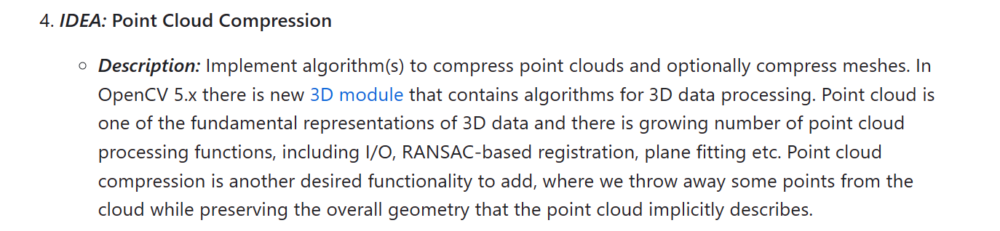 4. IDEA: Point Cloud Compression
○ Description: Implement algorithm(s) to compress point clouds and optionally compress meshes. In
OpenCV 5.x there is new 3D module that contains algorithms for 3D data processing. Point cloud is
one of the fundamental representations of 3D data and there is growing number of point cloud
processing functions, including I/O, RANSAC-based registration, plane fitting etc. Point cloud
compression is another desired functionality to add, where we throw away some points from the
cloud while preserving the overall geometry that the point cloud implicitly describes.